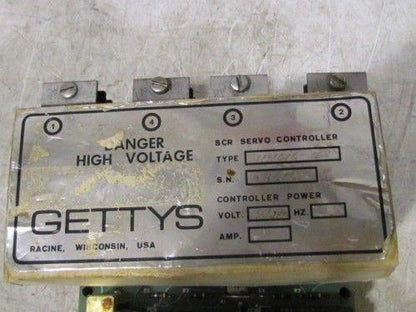 1 4 3 2
DANGER
HIGH VOLTAGE
SCR SERVO CONTROLLER
TYPE
S.N.
CONTROLLER POWER
VOLT. HZ.
AMP.
GETTYS
RACINE, WISCONSIN, USA